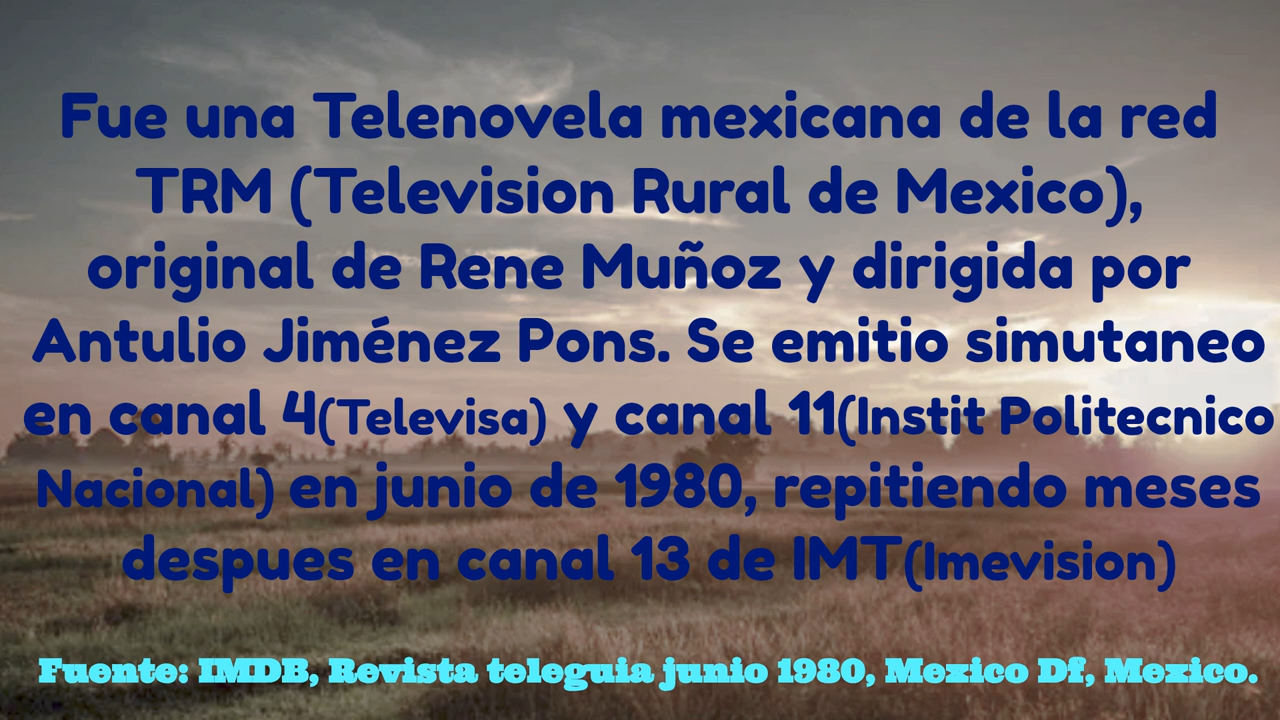 Fue una Telenovela mexicana de la red
TRM (Television Rural de Mexico),
original de Rene Muñoz y dirigida por
Antulio Jiménez Pons. Se emitio simutaneo
en canal 4(Televisa) y canal 11(Instit Politecnico
Nacional) en junio de 1980, repitiendo meses
despues en canal 13 de IMT(Imevision)
Fuente: IMDB, Revista teleguia junio 1980, Mexico Df, Mexico.